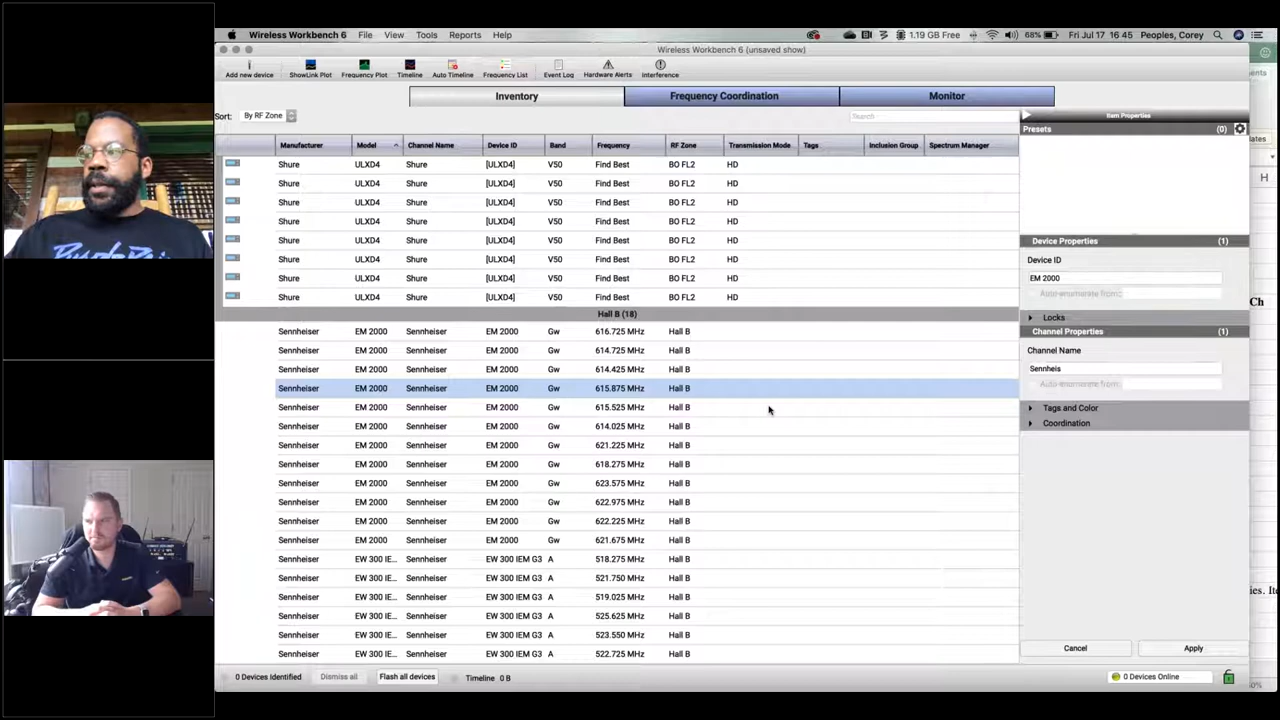 Wireless Workbench 6 File View Tools Reports Help 1.19 GB Free 68% Fri Jul 17 16:45 Peoples, Corey
Wireless Workbench 6 (unsaved show)
Add new device ShowLink Plot Frequency Plot Timeline Auto Timeline Frequency List Event Log Hardware Alerts Interference
Inventory Frequency Coordination Monitor
Sort: By RF Zone Search
Item Properties
Presets (0)
Manufacturer Model Channel Name Device ID Band Frequency RF Zone Transmission Mode Tags Inclusion Group Spectrum Manager
Shure ULXD4 Shure [ULXD4] V50 Find Best BO FL2 HD
Shure ULXD4 Shure [ULXD4] V50 Find Best BO FL2 HD
Shure ULXD4 Shure [ULXD4] V50 Find Best BO FL2 HD
Shure ULXD4 Shure [ULXD4] V50 Find Best BO FL2 HD
Shure ULXD4 Shure [ULXD4] V50 Find Best BO FL2 HD
Shure ULXD4 Shure [ULXD4] V50 Find Best BO FL2 HD
Shure ULXD4 Shure [ULXD4] V50 Find Best BO FL2 HD
Shure ULXD4 Shure [ULXD4] V50 Find Best BO FL2 HD
Hall B (18)
Sennheiser EM 2000 Sennheiser EM 2000 Gw 616.725 MHz Hall B
Sennheiser EM 2000 Sennheiser EM 2000 Gw 614.725 MHz Hall B
Sennheiser EM 2000 Sennheiser EM 2000 Gw 614.425 MHz Hall B
Sennheiser EM 2000 Sennheiser EM 2000 Gw 615.875 MHz Hall B
Sennheiser EM 2000 Sennheiser EM 2000 Gw 615.525 MHz Hall B
Sennheiser EM 2000 Sennheiser EM 2000 Gw 614.025 MHz Hall B
Sennheiser EM 2000 Sennheiser EM 2000 Gw 621.225 MHz Hall B
Sennheiser EM 2000 Sennheiser EM 2000 Gw 618.275 MHz Hall B
Sennheiser EM 2000 Sennheiser EM 2000 Gw 623.575 MHz Hall B
Sennheiser EM 2000 Sennheiser EM 2000 Gw 622.975 MHz Hall B
Sennheiser EM 2000 Sennheiser EM 2000 Gw 622.225 MHz Hall B
Sennheiser EM 2000 Sennheiser EM 2000 Gw 621.675 MHz Hall B
Sennheiser EW 300 IE... Sennheiser EW 300 IEM G3 A 518.275 MHz Hall B
Sennheiser EW 300 IE... Sennheiser EW 300 IEM G3 A 521.750 MHz Hall B
Sennheiser EW 300 IE... Sennheiser EW 300 IEM G3 A 519.025 MHz Hall B
Sennheiser EW 300 IE... Sennheiser EW 300 IEM G3 A 525.625 MHz Hall B
Sennheiser EW 300 IE... Sennheiser EW 300 IEM G3 A 523.550 MHz Hall B
Sennheiser EW 300 IE... Sennheiser EW 300 IEM G3 A 522.725 MHz Hall B
Device Properties (1)
Device ID
EM 2000
Auto-enumerate from:
Locks
Channel Properties (1)
Channel Name
Sennheis
Auto-enumerate from:
Tags and Color
Coordination
Cancel Apply
0 Devices Identified Dismiss all Flash all devices Timeline 0 B 0 Devices Online
H
Ch